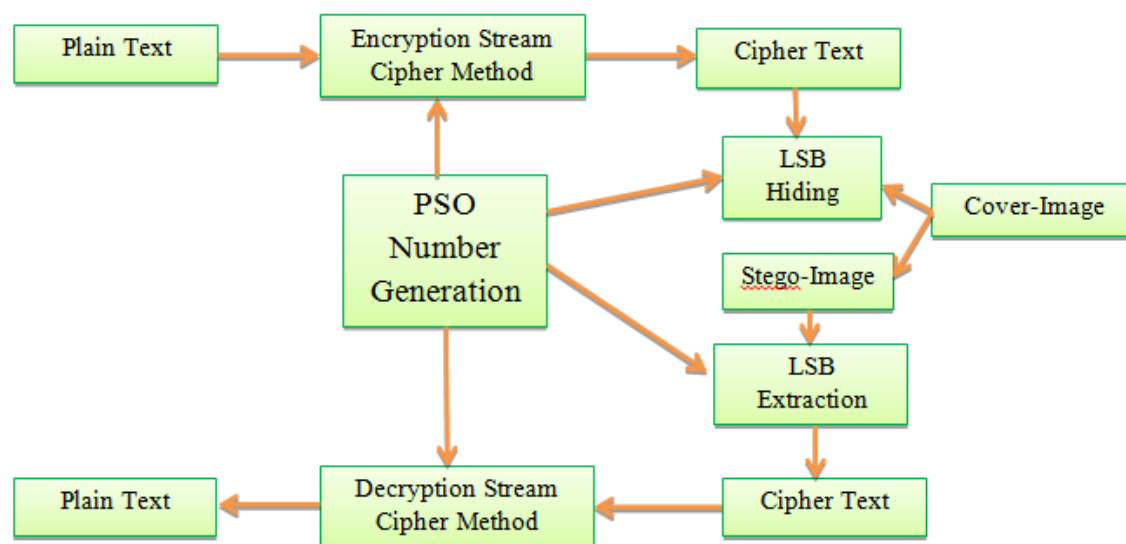 Plain Text
Encryption Stream
Cipher Method
Cipher Text
LSB
Hiding
PSO
Number
Generation
Cover-Image
Stego-Image
LSB
Extraction
Plain Text
Decryption Stream
Cipher Method
Cipher Text